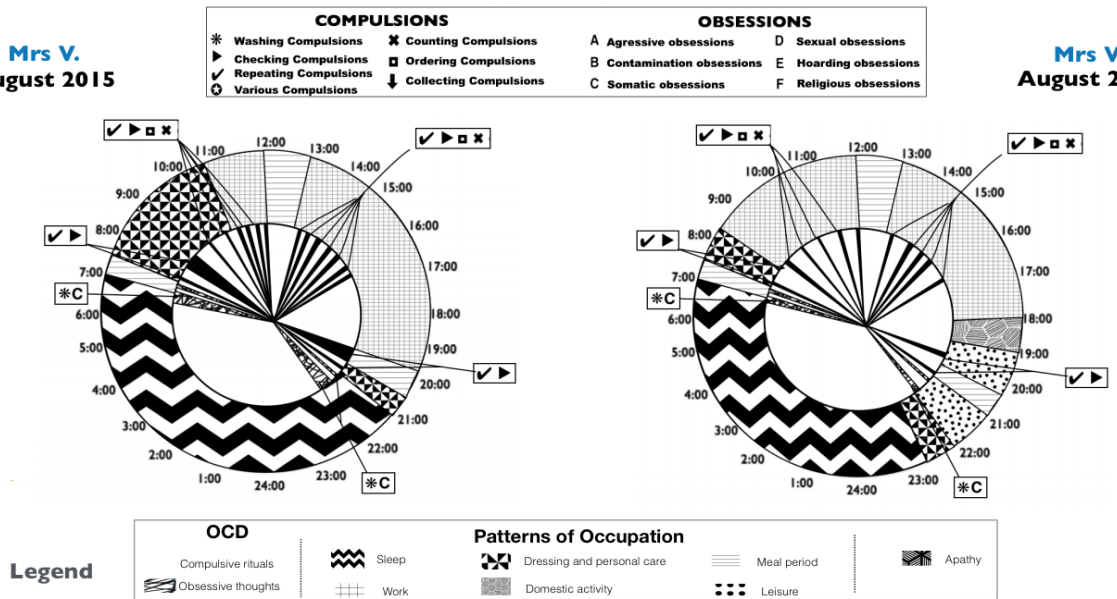 COMPULSIONS
OBSESSIONS
❋ Washing Compulsions
▶ Checking Compulsions
✔ Repeating Compulsions
✪ Various Compulsions
✖ Counting Compulsions
Ordering Compulsions
Collecting Compulsions
A Agressive obsessions
B Contamination obsessions
C Somatic obsessions
D Sexual obsessions
E Hoarding obsessions
F Religious obsessions
Mrs V.
ugust 2015
Mrs V
August 2
12:00
13:00
14:00
15:00
16:00
17:00
18:00
19:00
20:00
21:00
22:00
23:00
24:00
1:00
2:00
3:00
4:00
5:00
6:00
7:00
8:00
9:00
10:00
11:00
❋C
❋C
12:00
13:00
14:00
15:00
16:00
17:00
18:00
19:00
20:00
21:00
22:00
23:00
24:00
1:00
2:00
3:00
4:00
5:00
6:00
7:00
8:00
9:00
10:00
11:00
❋C
❋C
Legend
OCD
Compulsive rituals
Obsessive thoughts
Patterns of Occupation
Sleep
Work
Dressing and personal care
Domestic activity
Meal period
Leisure
Apathy